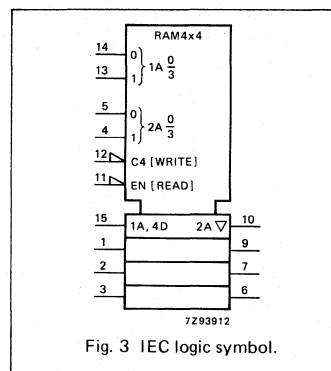 RAM4x4
14 0
1A 0/3
13 1
5 0
2A 0/3
4 1
12 C4 [WRITE]
11 EN [READ]
15 1A, 4D 2A ▽ 10
1 9
2 7
3 6
7Z93912
Fig. 3 IEC logic symbol.